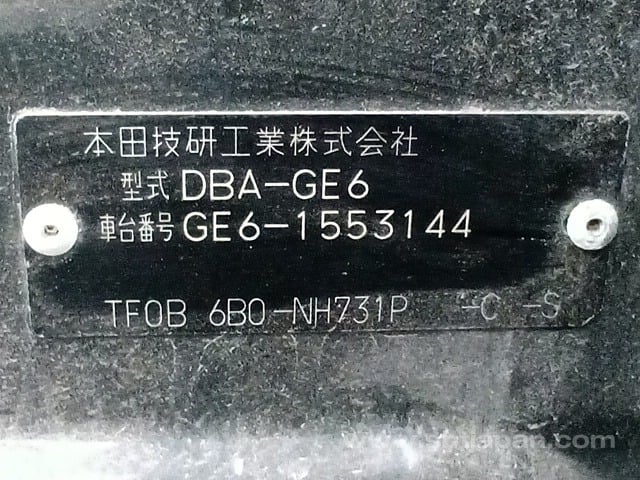 本田技研工業株式会社
型式 DBA-GE6
車台番号 GE6-1553144
TF0B 6B0-NH731P -C -S